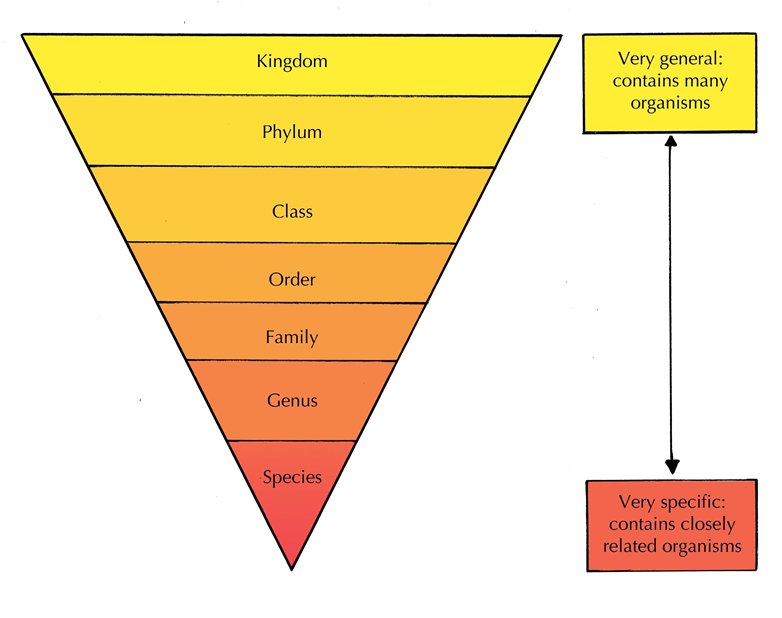 Kingdom
Phylum
Class
Order
Family
Genus
Species
Very general:
contains many
organisms
Very specific:
contains closely
related organisms